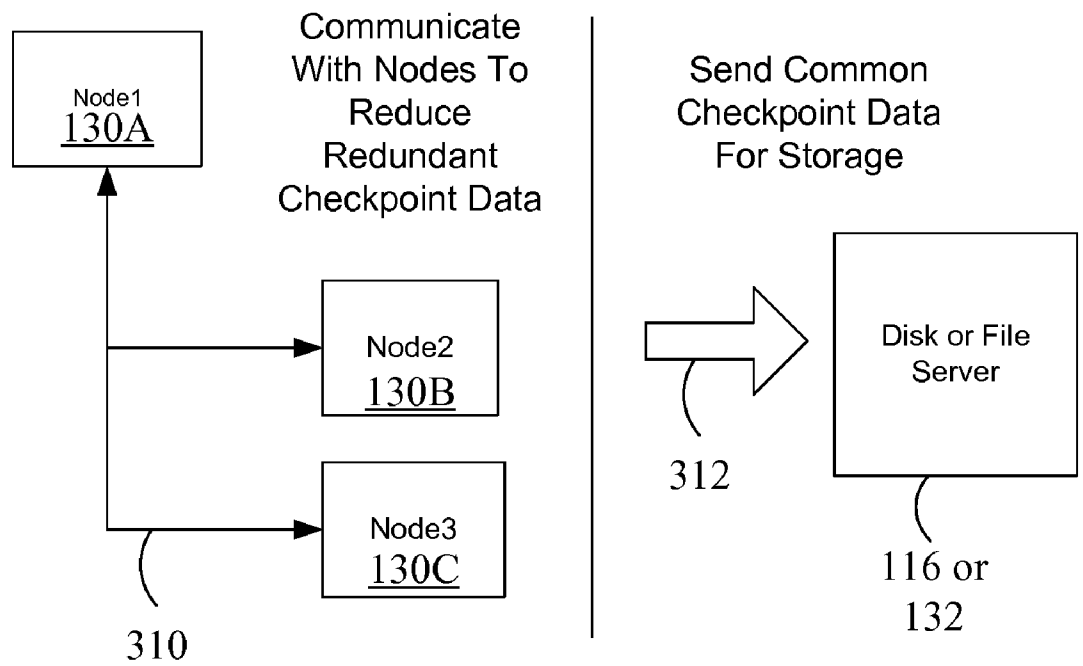 Node1
130A
Communicate
With Nodes To
Reduce
Redundant
Checkpoint Data
Node2
130B
Node3
130C
310
Send Common
Checkpoint Data
For Storage
Disk or File
Server
312
116 or
132